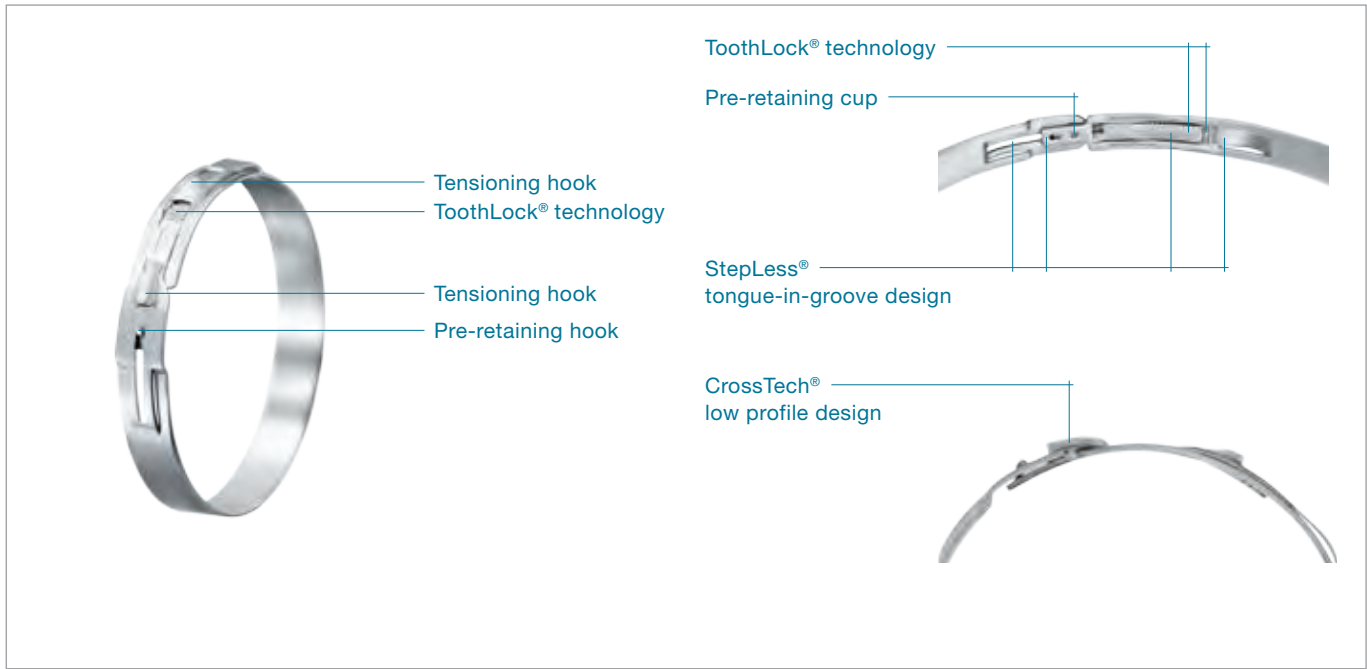 Tensioning hook
ToothLock® technology
Tensioning hook
Pre-retaining hook
ToothLock® technology
Pre-retaining cup
StepLess®
tongue-in-groove design
CrossTech®
low profile design